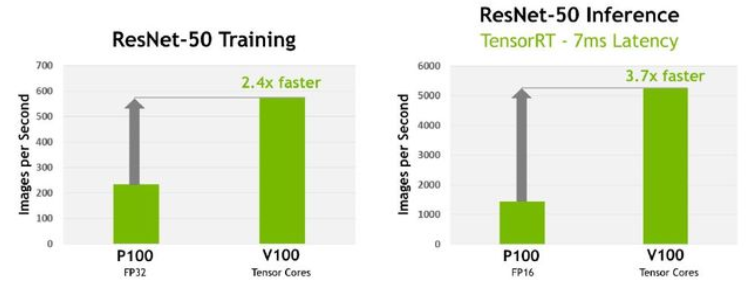 ResNet-50 Training
Images per Second
700
600
500
400
300
200
100
0
2.4x faster
P100
FP32
V100
Tensor Cores
ResNet-50 Inference
TensorRT - 7ms Latency
Images per Second
6000
5000
4000
3000
2000
1000
0
3.7x faster
P100
FP16
V100
Tensor Cores